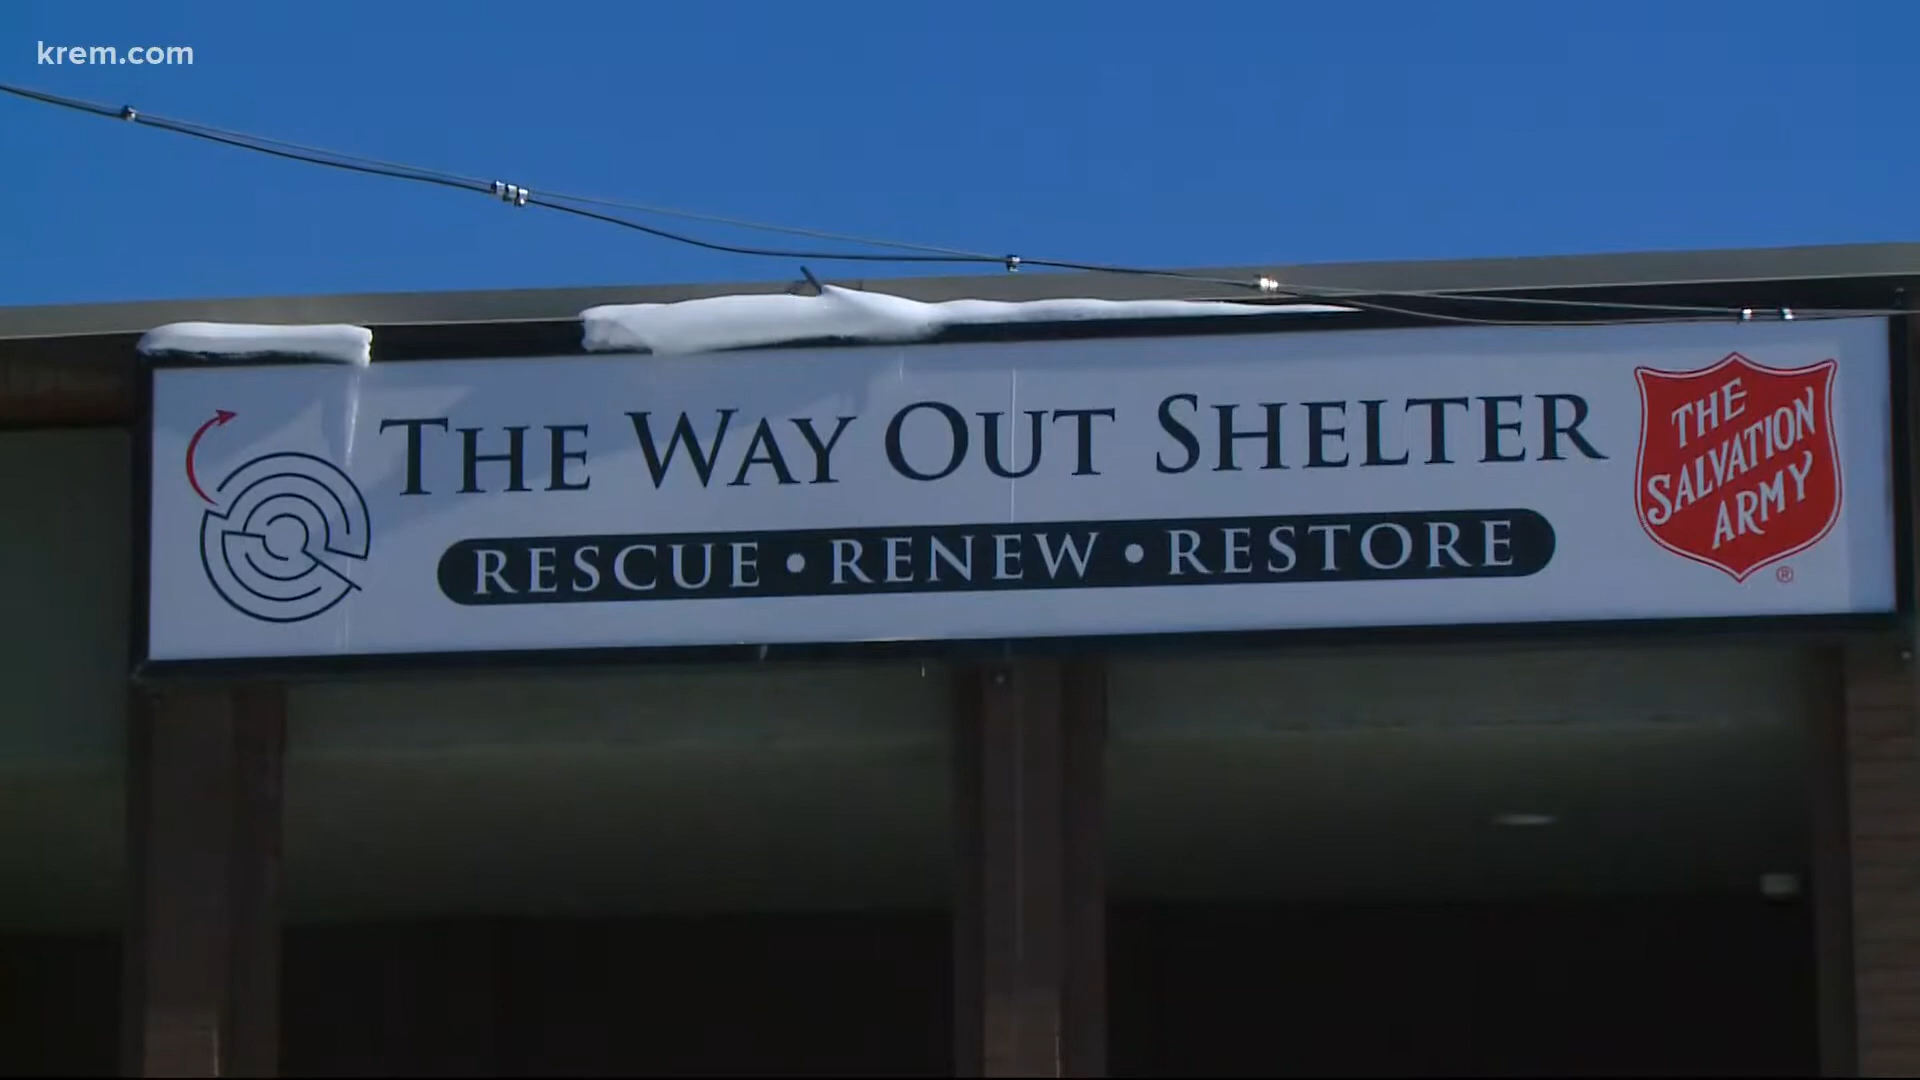 krem.com
THE WAY OUT SHELTER
RESCUE • RENEW • RESTORE
THE
SALVATION
ARMY
®